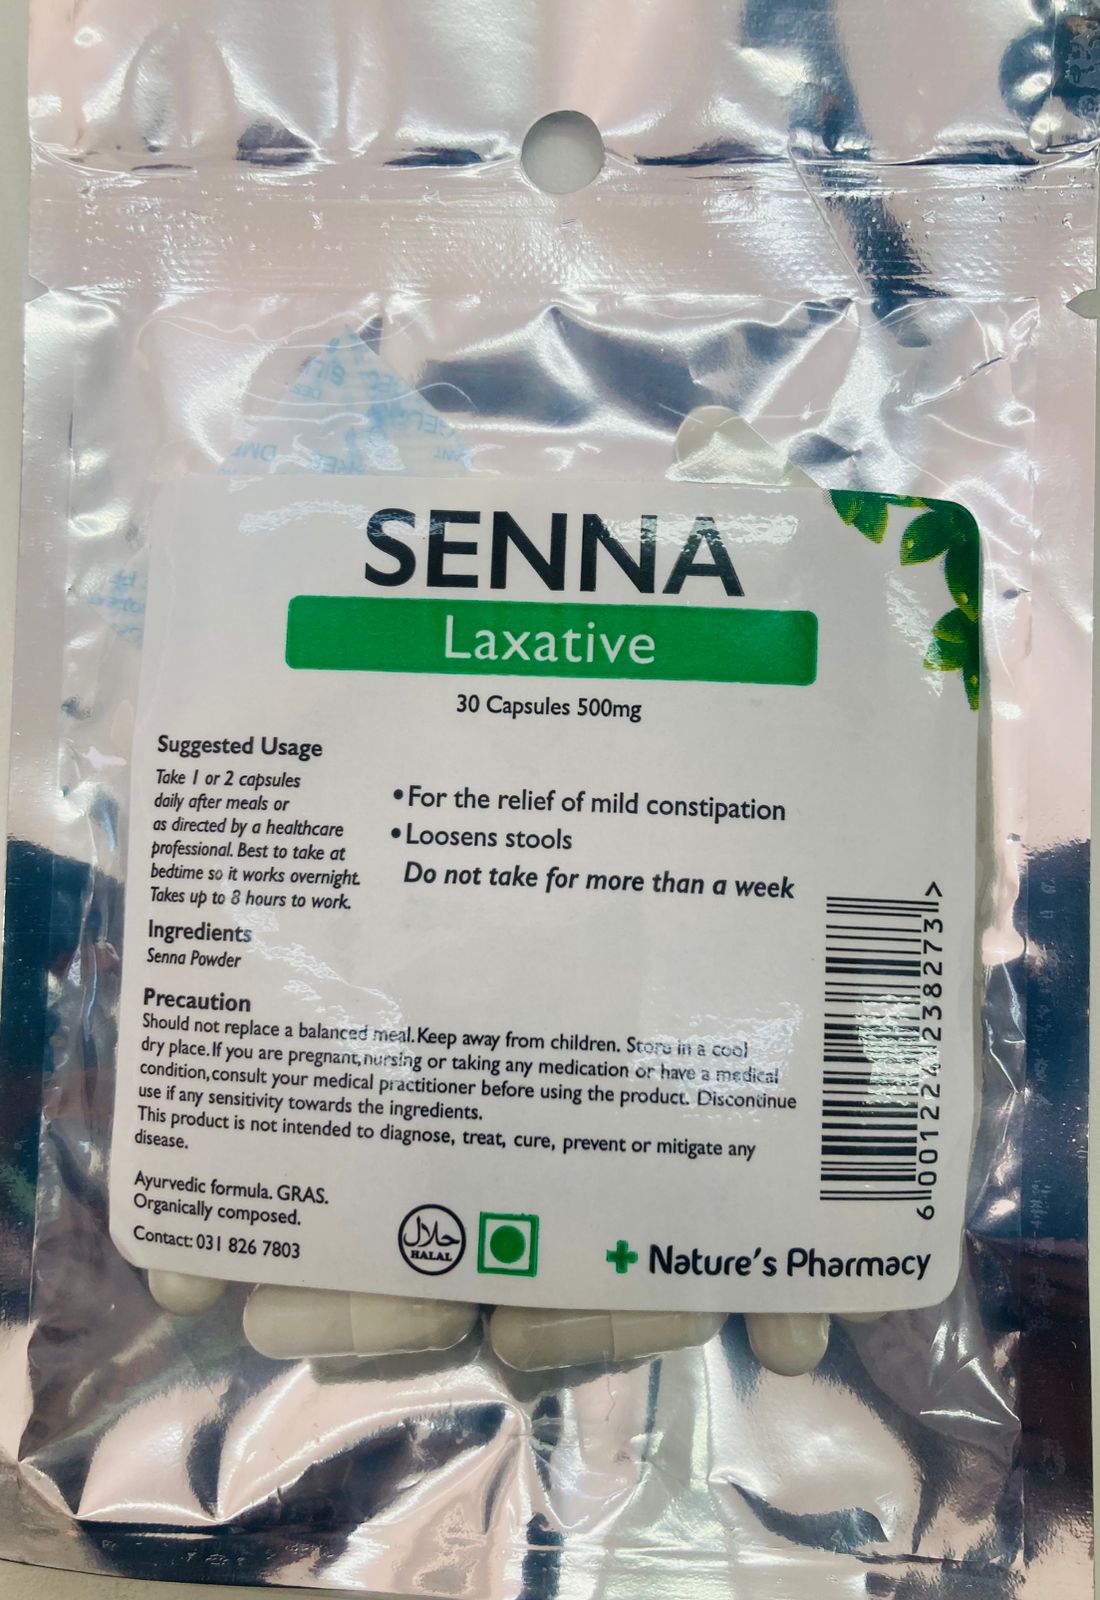 SENNA
Laxative
30 Capsules 500mg
Suggested Usage
Take 1 or 2 capsules
daily after meals or
as directed by a healthcare
professional. Best to take at
bedtime so it works overnight.
Takes up to 8 hours to work.
•For the relief of mild constipation
•Loosens stools
Do not take for more than a week
Ingredients
Senna Powder
Precaution
Should not replace a balanced meal. Keep away from children. Store in a cool
dry place. If you are pregnant, nursing or taking any medication or have a medical
condition, consult your medical practitioner before using the product. Discontinue
use if any sensitivity towards the ingredients.
This product is not intended to diagnose, treat, cure, prevent or mitigate any
disease.
Ayurvedic formula. GRAS.
Organically composed.
Contact: 031 826 7803
حلال
HALAL
Nature's Pharmacy